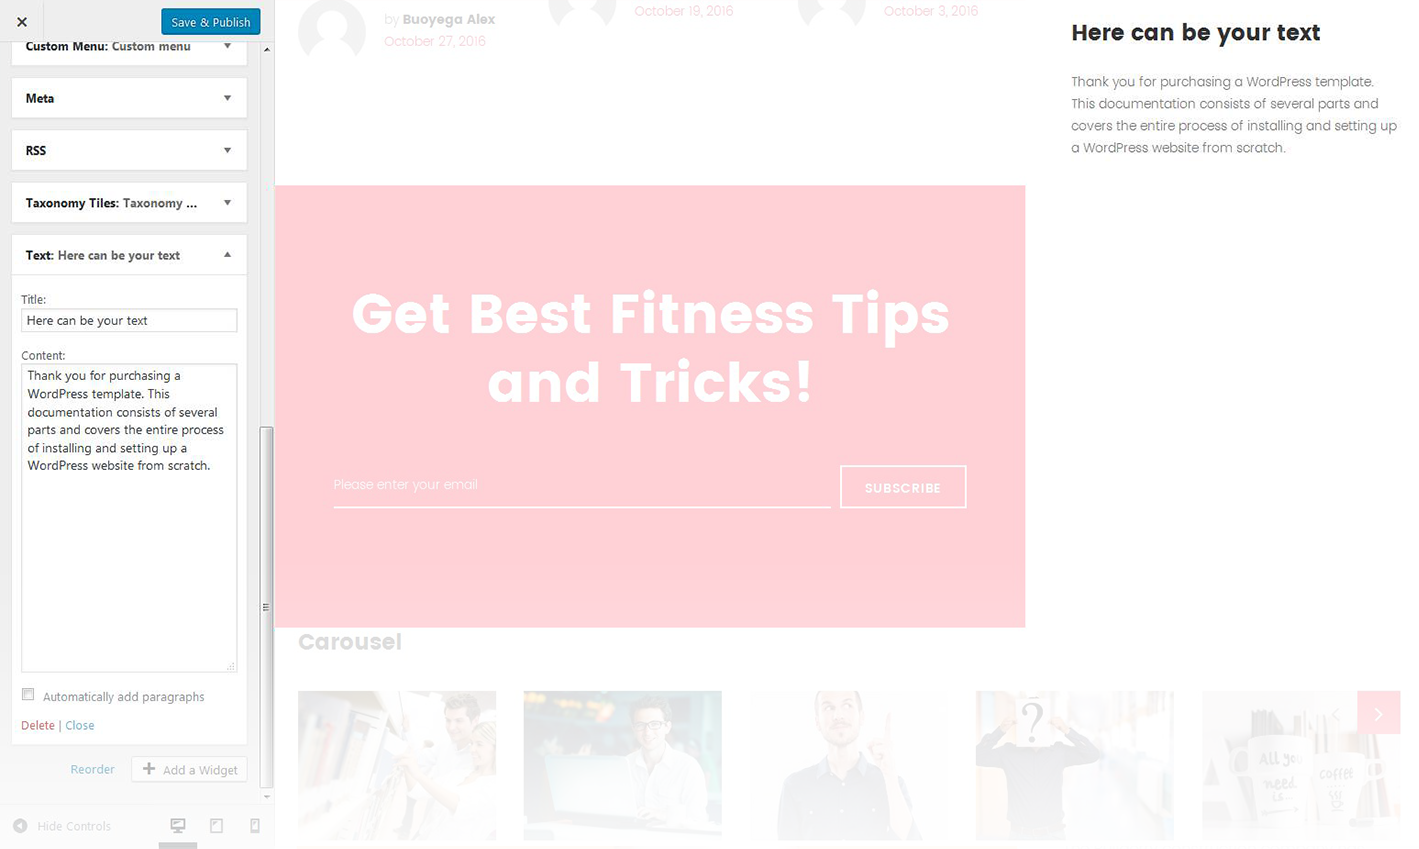 Save & Publish
Custom Menu: Custom menu
Meta
RSS
Taxonomy Tiles: Taxonomy ...
Text: Here can be your text
Title:
Here can be your text
Content:
Thank you for purchasing a
WordPress template. This
documentation consists of several
parts and covers the entire process
of installing and setting up a
WordPress website from scratch.
Automatically add paragraphs
Delete | Close
Reorder
Add a Widget
Hide Controls
by Buoyega Alex
October 27, 2016
October 19, 2016
October 3, 2016
Get Best Fitness Tips
and Tricks!
Please enter your email
SUBSCRIBE
Carousel
?
All you
need
is...
coffee
Here can be your text
Thank you for purchasing a WordPress template.
This documentation consists of several parts and
covers the entire process of installing and setting up
a WordPress website from scratch.